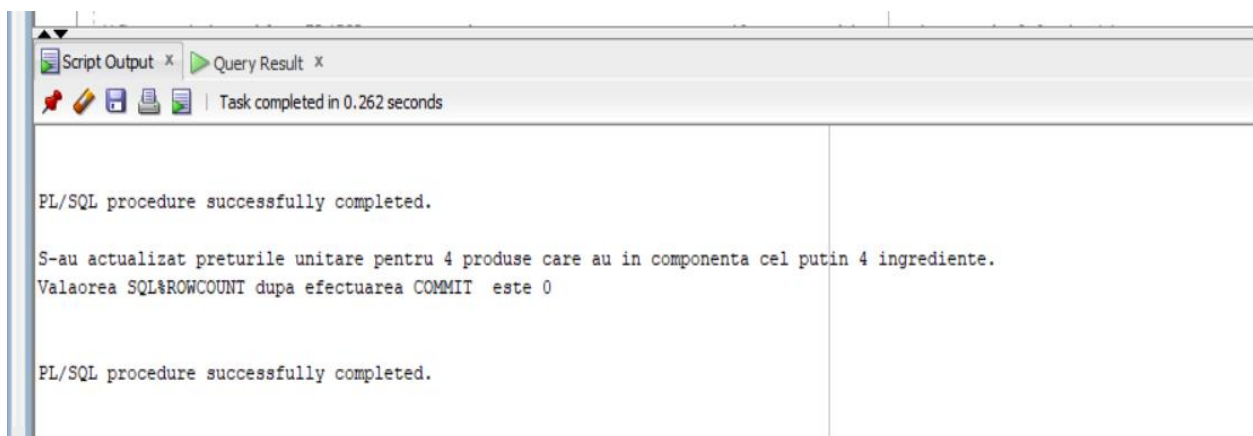 Script Output x Query Result x
Task completed in 0.262 seconds
PL/SQL procedure successfully completed.
S-au actualizat preturile unitare pentru 4 produse care au in componenta cel putin 4 ingrediente.
Valaorea SQL%ROWCOUNT dupa efectuarea COMMIT este 0
PL/SQL procedure successfully completed.